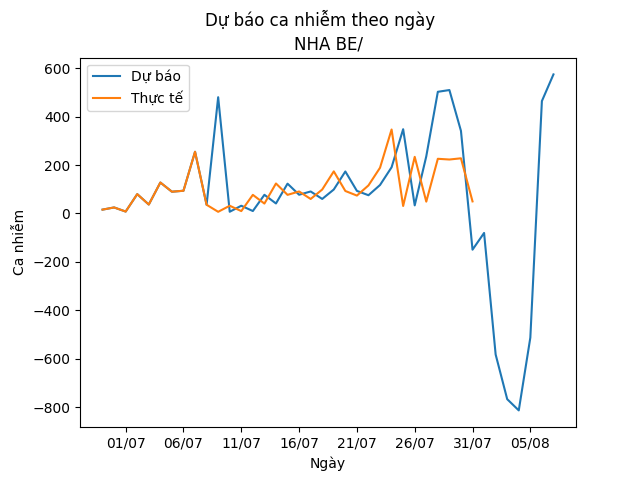 Dự báo ca nhiễm theo ngày
NHA BE/
600
400
200
0
−200
−400
−600
−800
Ca nhiễm
Dự báo
Thực tế
01/07 06/07 11/07 16/07 21/07 26/07 31/07 05/08
Ngày